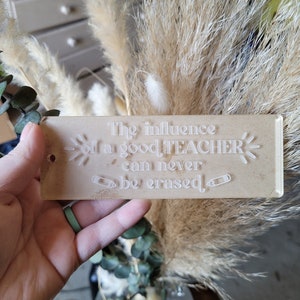 The influence
of a good TEACHER
can never
be erased.